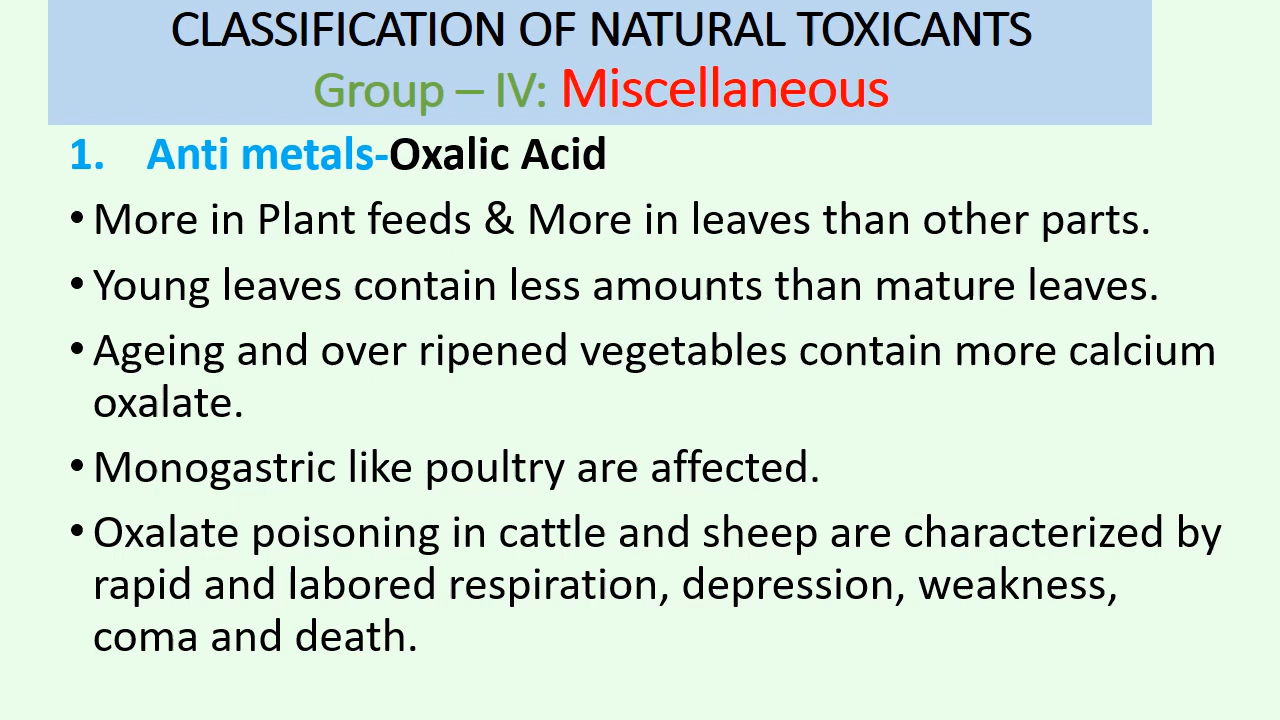 CLASSIFICATION OF NATURAL TOXICANTS
Group – IV: Miscellaneous
1. Anti metals-Oxalic Acid
• More in Plant feeds & More in leaves than other parts.
• Young leaves contain less amounts than mature leaves.
• Ageing and over ripened vegetables contain more calcium
oxalate.
• Monogastric like poultry are affected.
• Oxalate poisoning in cattle and sheep are characterized by
rapid and labored respiration, depression, weakness,
coma and death.